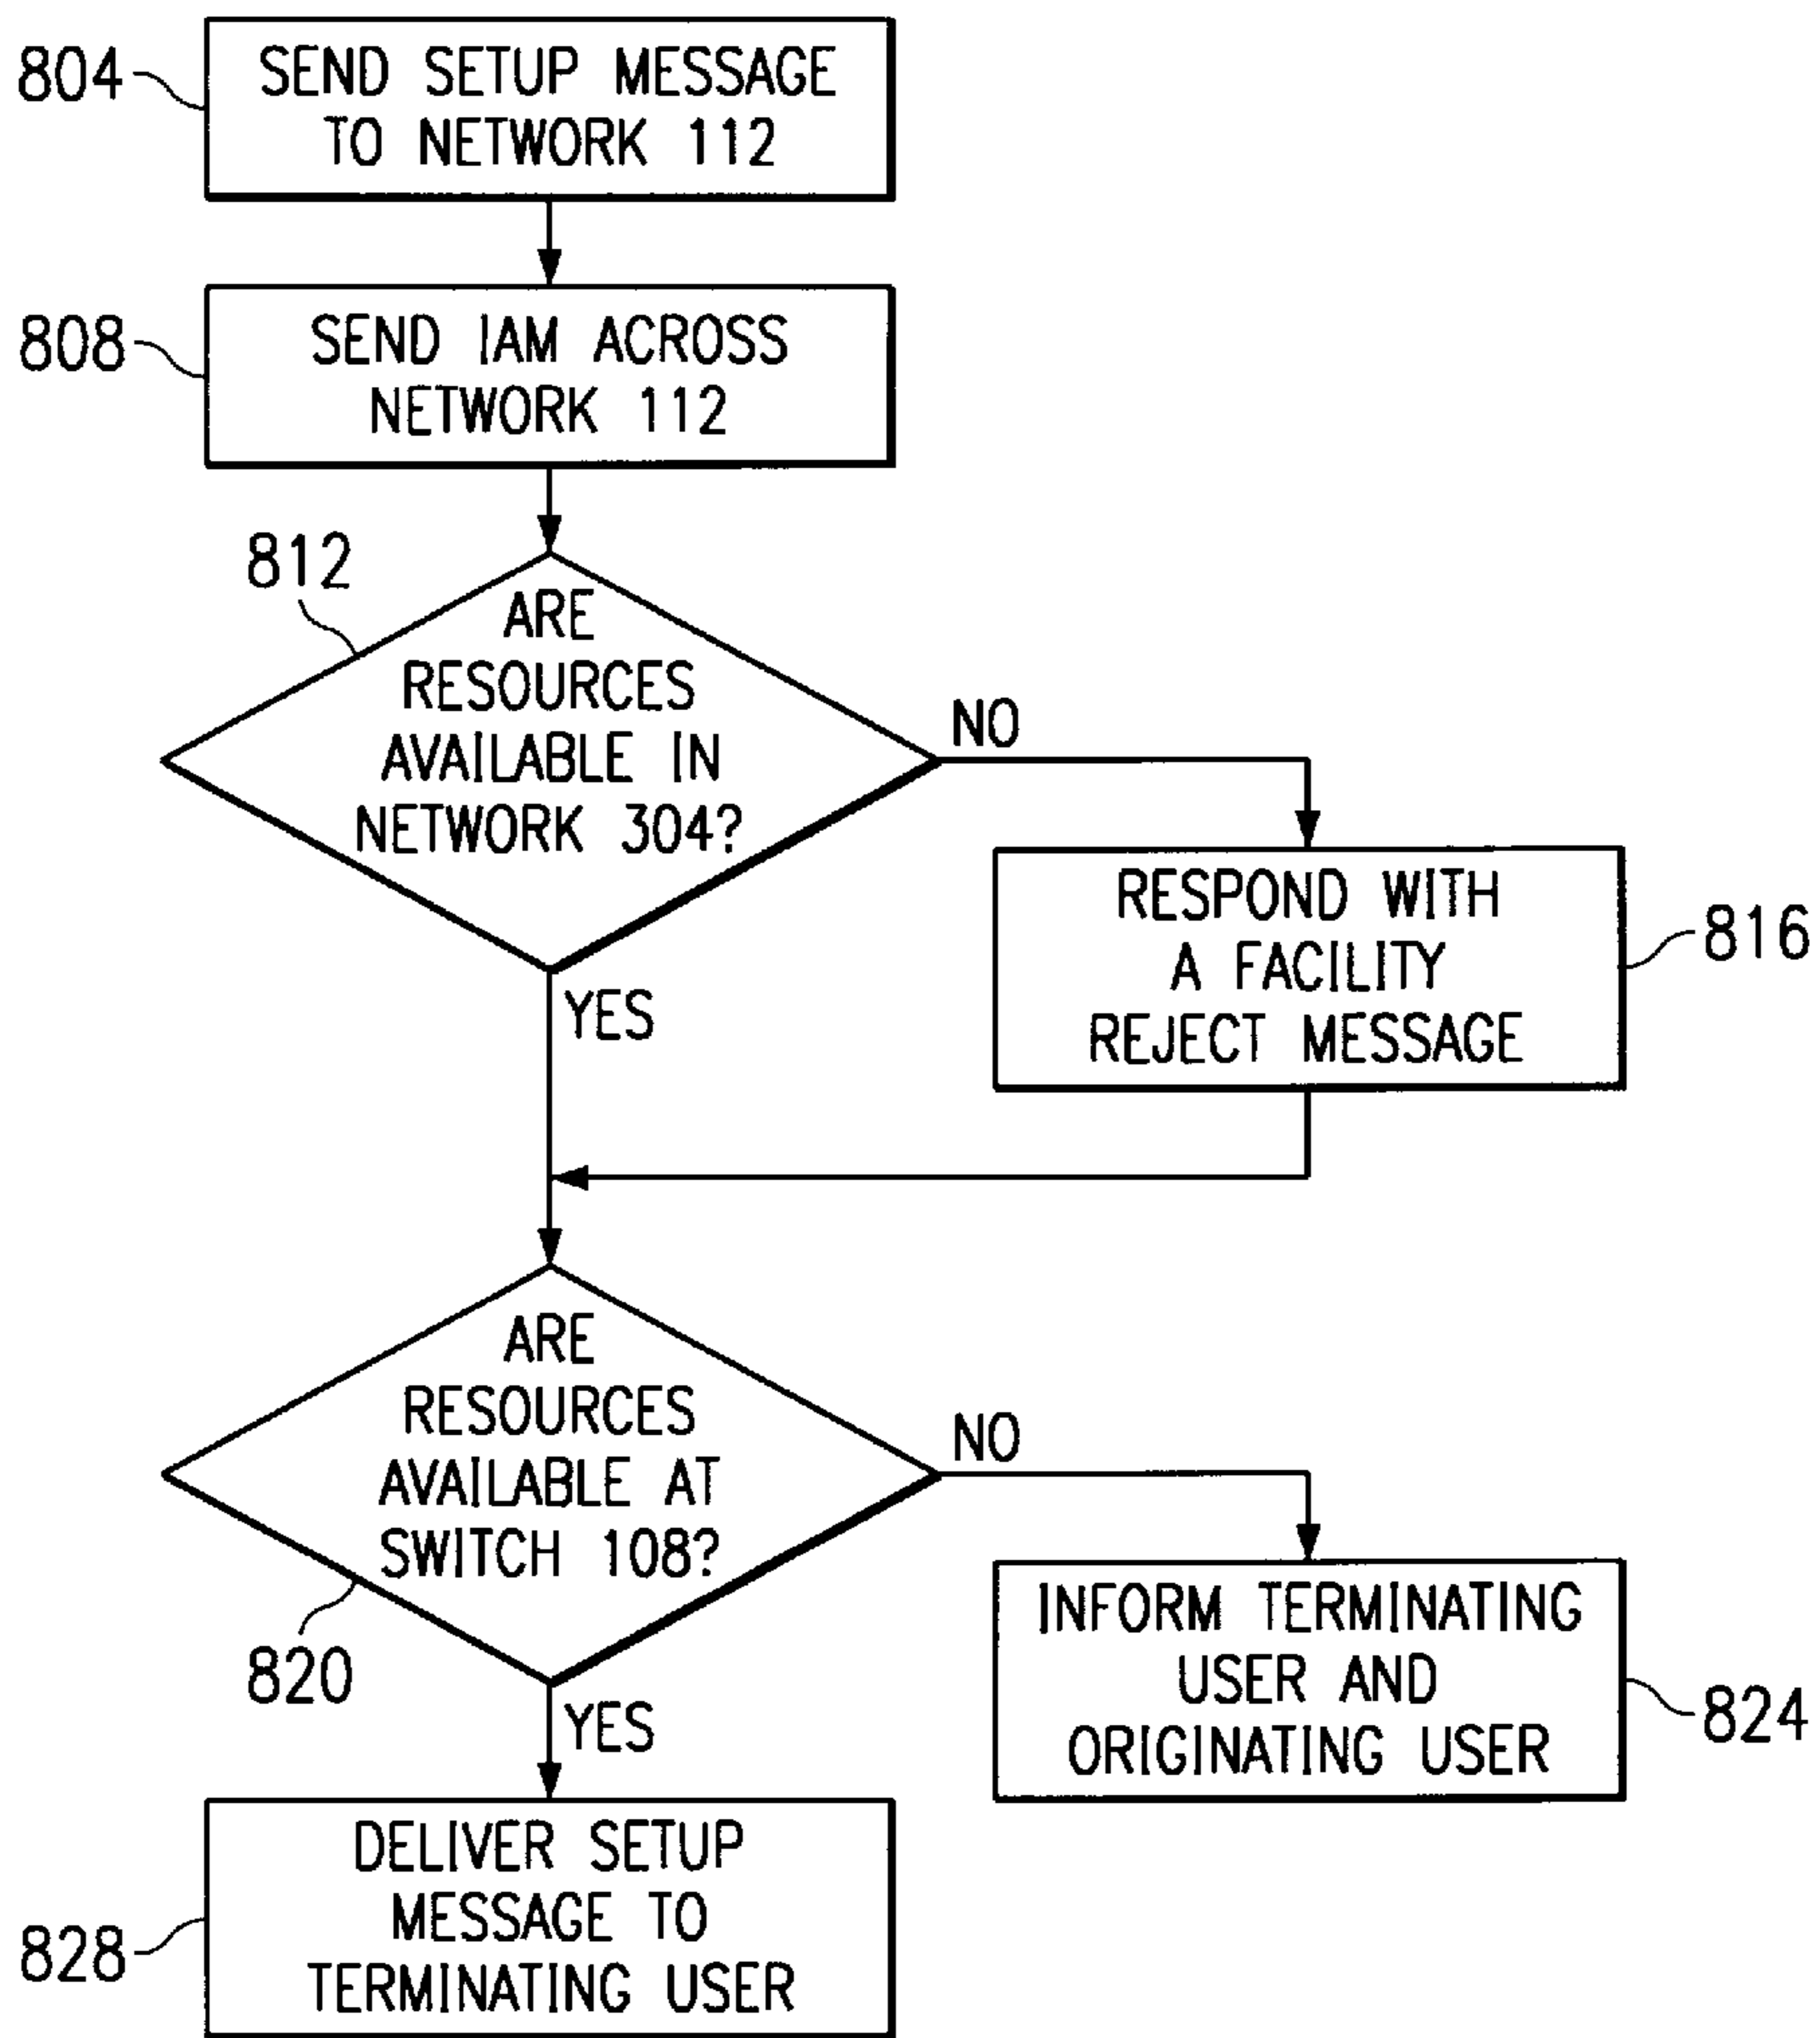 804
SEND SETUP MESSAGE
TO NETWORK 112
808
SEND IAM ACROSS
NETWORK 112
812
ARE
RESOURCES
AVAILABLE IN
NETWORK 304?
NO
YES
RESPOND WITH
A FACILITY
REJECT MESSAGE
816
ARE
RESOURCES
AVAILABLE AT
SWITCH 108?
820
NO
YES
INFORM TERMINATING
USER AND
ORIGINATING USER
824
DELIVER SETUP
MESSAGE TO
TERMINATING USER
828